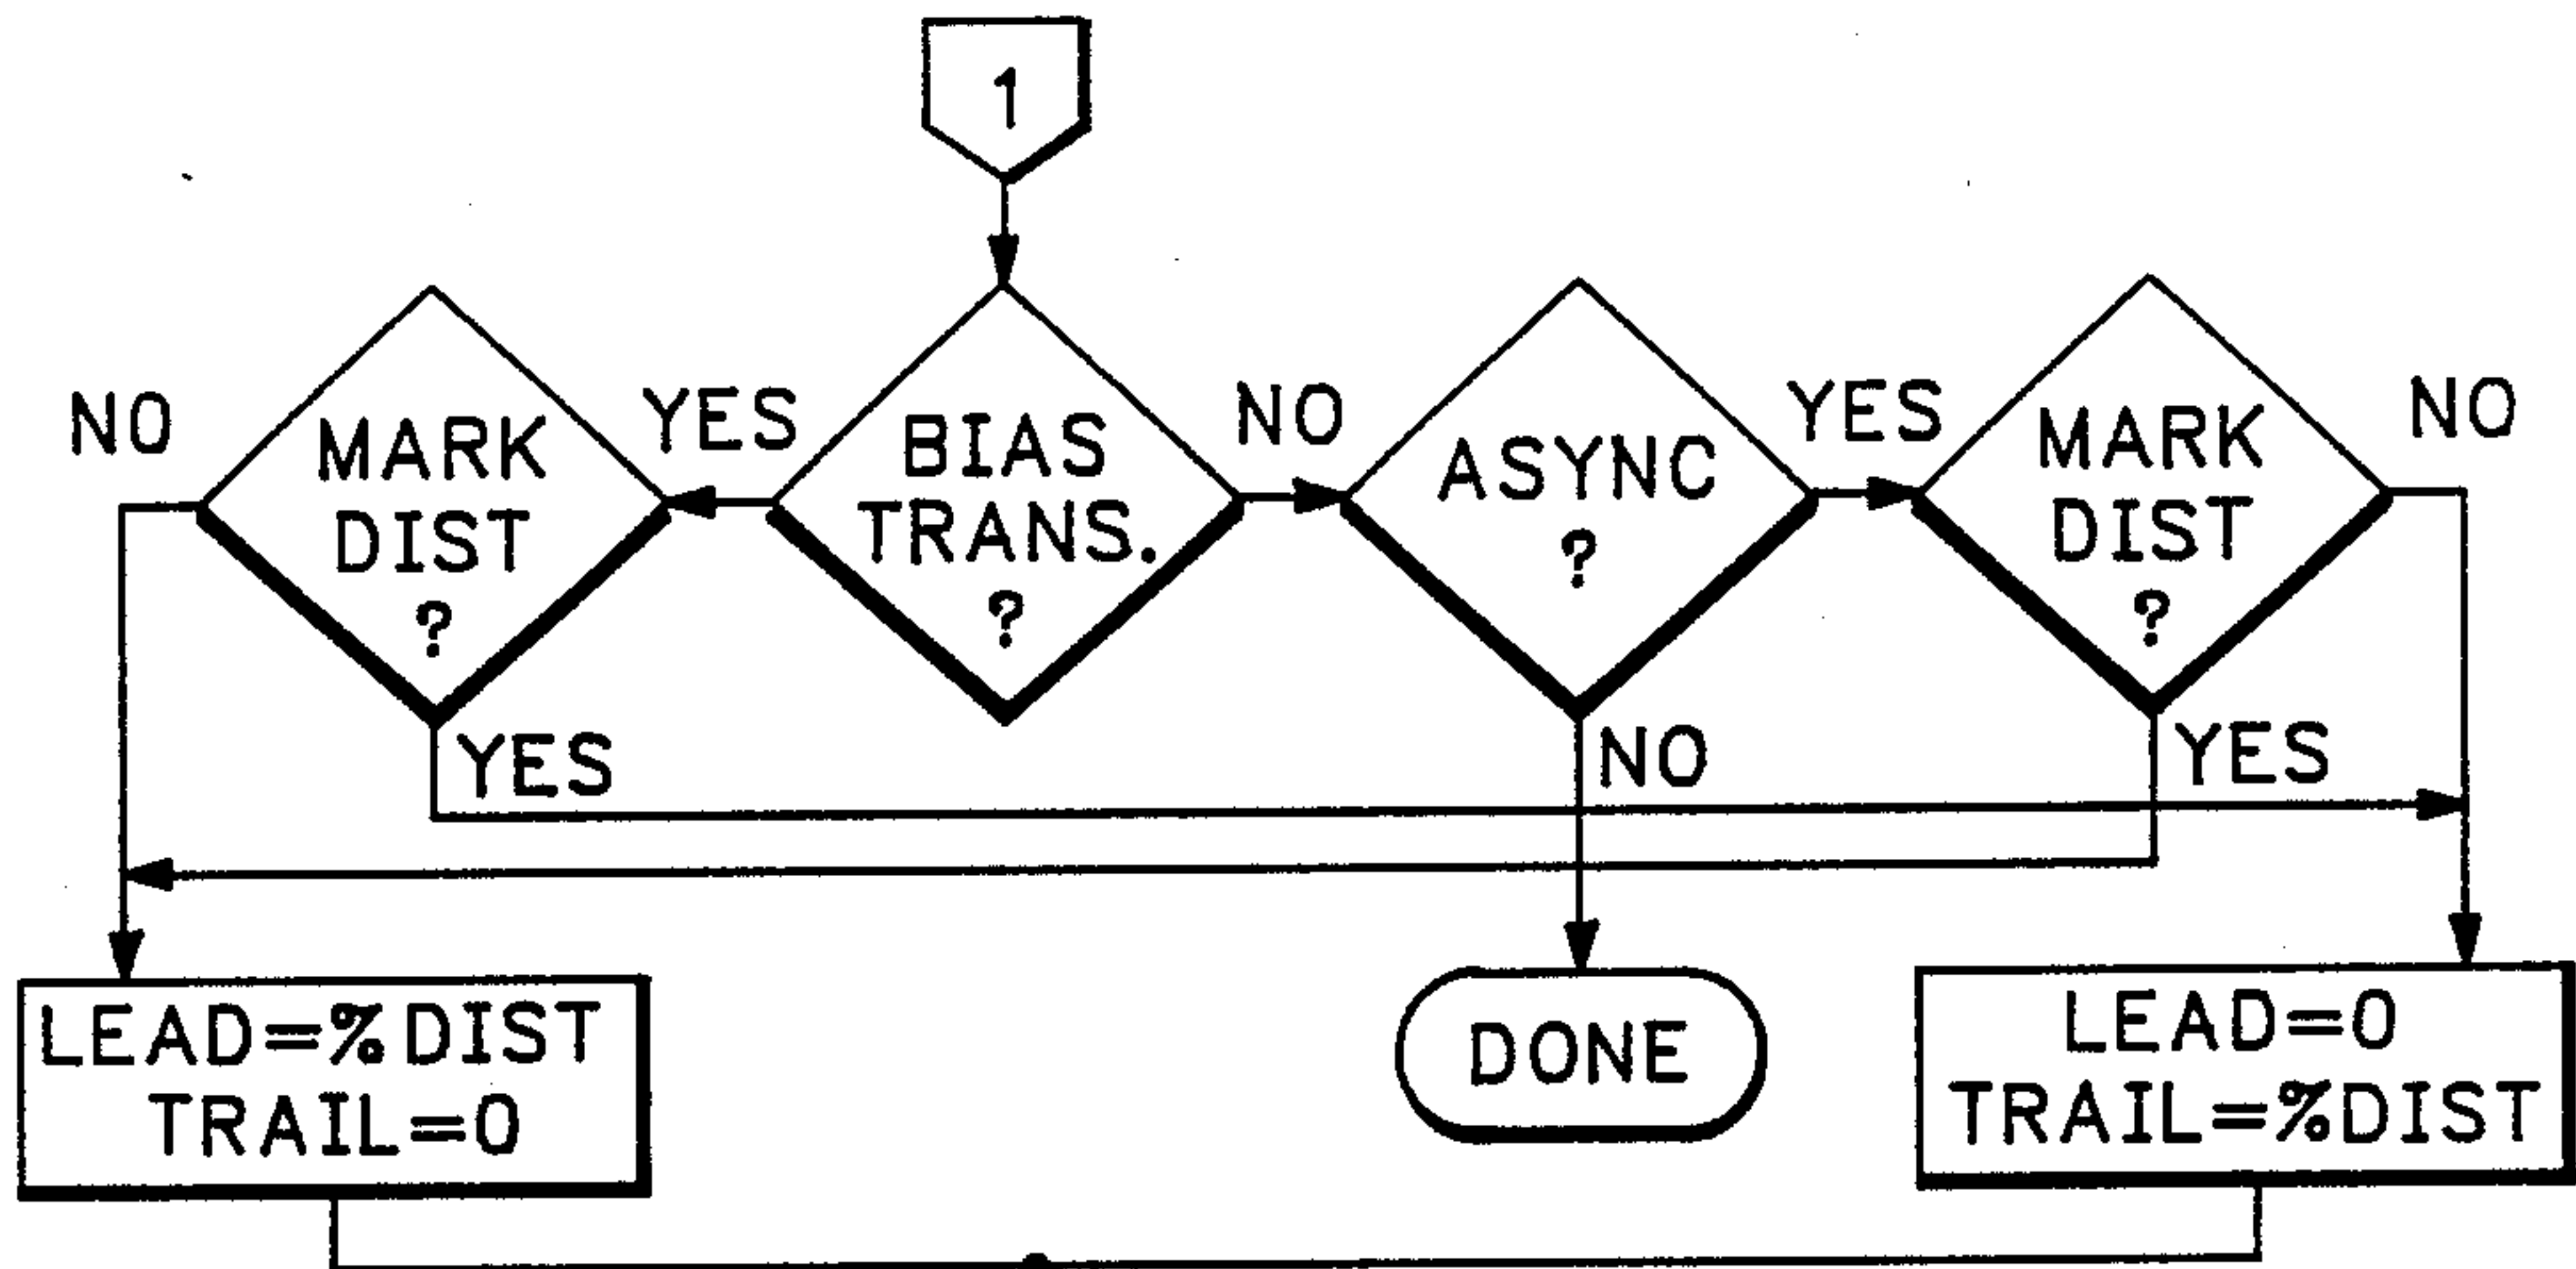 1
NO
MARK
DIST
?
YES
BIAS
TRANS.
?
NO
ASYNC
?
YES
MARK
DIST
?
NO
YES
NO
YES
LEAD=%DIST
TRAIL=0
DONE
LEAD=0
TRAIL=%DIST